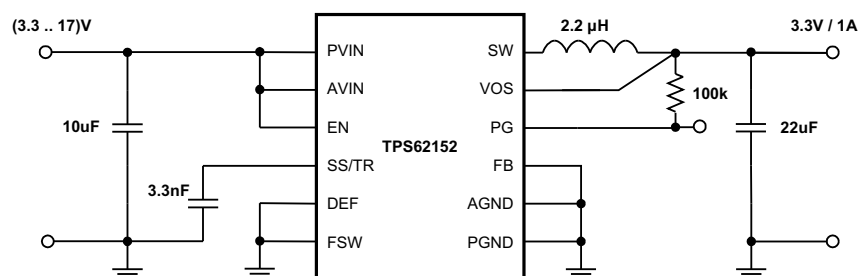 (3.3 .. 17)V
2.2 µH
3.3V / 1A
PVIN
SW
AVIN
VOS
100k
10uF
EN
PG
22uF
TPS62152
SS/TR
FB
3.3nF
DEF
AGND
FSW
PGND